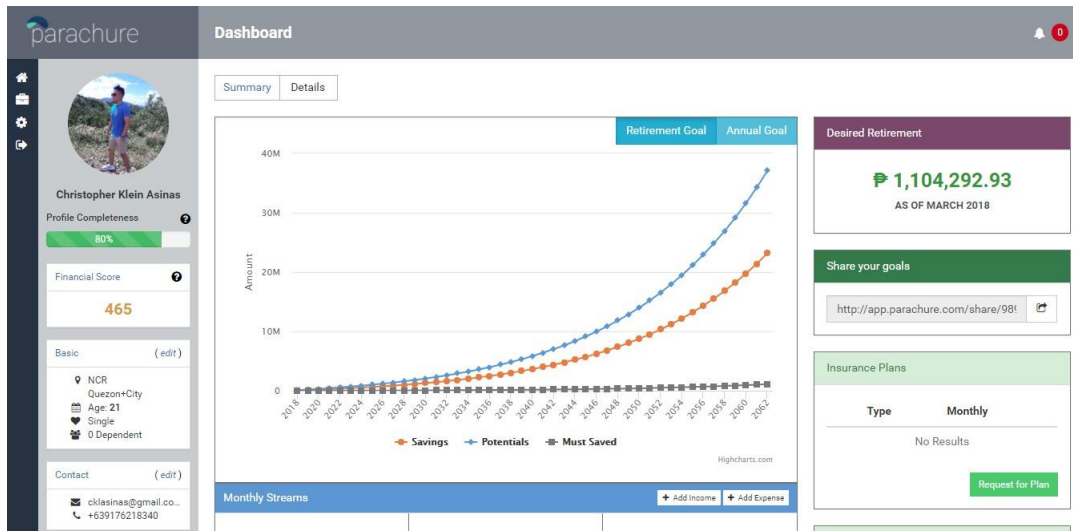 parachure
Dashboard
0
Christopher Klein Asinas
Profile Completeness
80%
Financial Score
465
Basic (edit)
NCR
Quezon+City
Age: 21
Single
0 Dependent
Contact (edit)
cklasinas@gmail.co...
+639176218340
Summary Details
Retirement Goal Annual Goal
Amount
40M
30M
20M
10M
0
2018 2020 2022 2024 2026 2028 2030 2032 2034 2036 2038 2040 2042 2044 2046 2048 2050 2052 2054 2056 2058 2060 2062
Savings Potentials Must Saved
Highcharts.com
Monthly Streams + Add Income + Add Expense
Desired Retirement
₱ 1,104,292.93
AS OF MARCH 2018
Share your goals
http://app.parachure.com/share/989
Insurance Plans
Type Monthly
No Results
Request for Plan